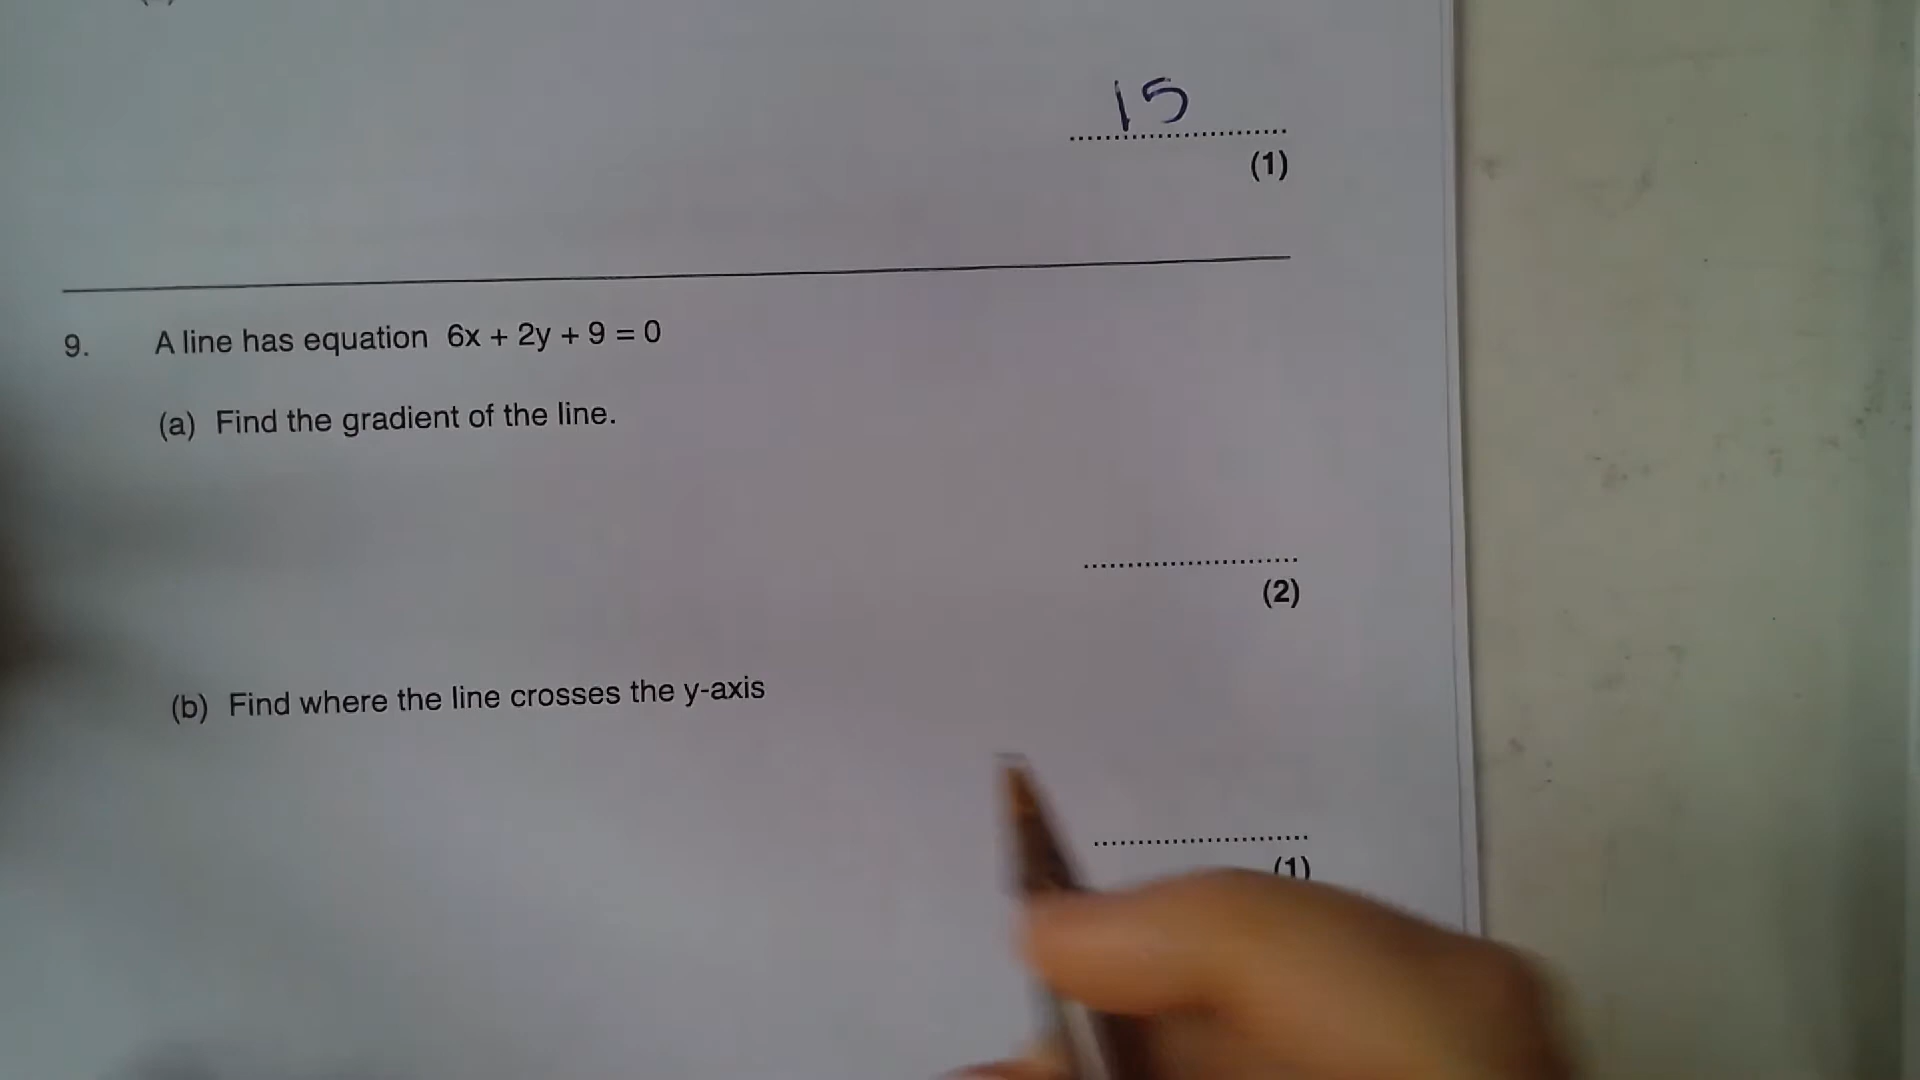 15
(1)
9. A line has equation 6x + 2y + 9 = 0
(a) Find the gradient of the line.
(2)
(b) Find where the line crosses the y-axis
(1)